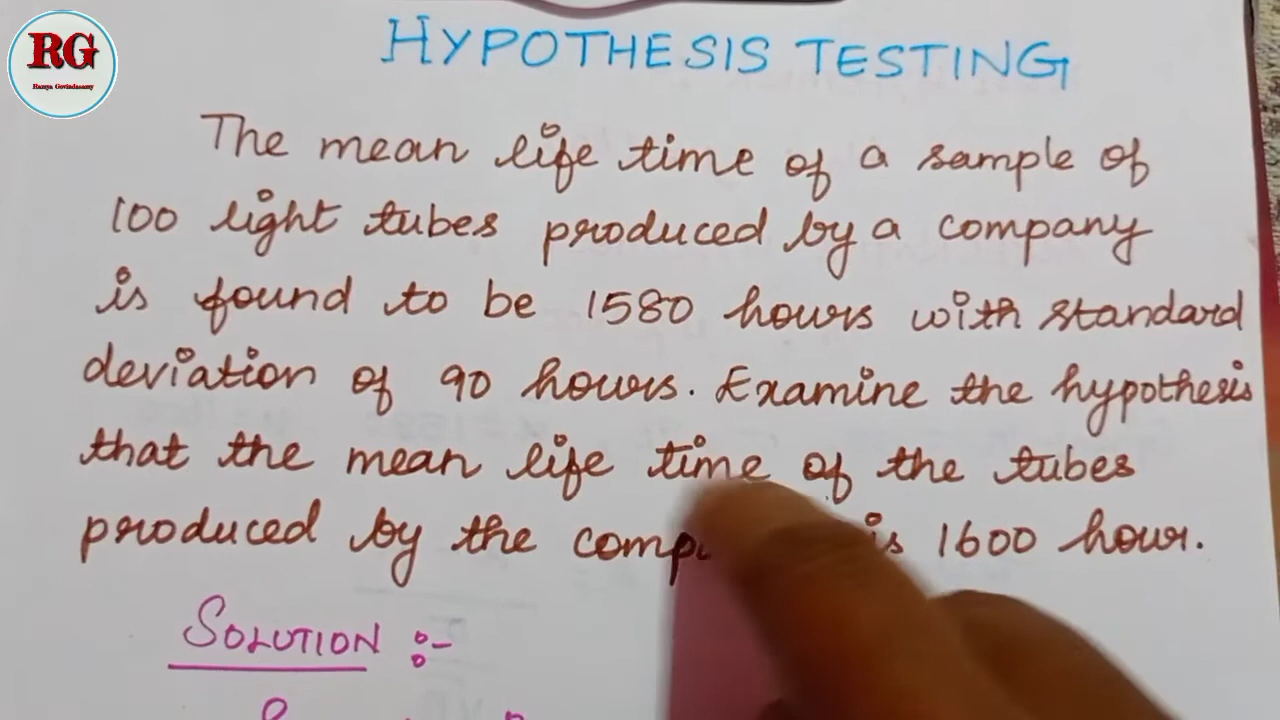 RG
Ramya Govindasamy
HYPOTHESIS TESTING
The mean life time of a sample of
100 light tubes produced by a company
is found to be 1580 hours with standard
deviation of 90 hours. Examine the hypothesis
that the mean life time of the tubes
produced by the is 1600 hour.
SOLUTION :-